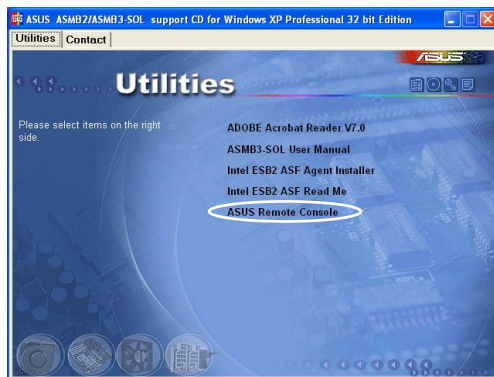 ASUS ASMB2/ASMB3-SOL support CD for Windows XP Professional 32 bit Edition
Utilities Contact
ASUS
Utilities
Please select items on the right
side.
ADOBE Acrobat Reader V7.0
ASMB3-SOL User Manual
Intel ESB2 ASF Agent Installer
Intel ESB2 ASF Read Me
ASUS Remote Console